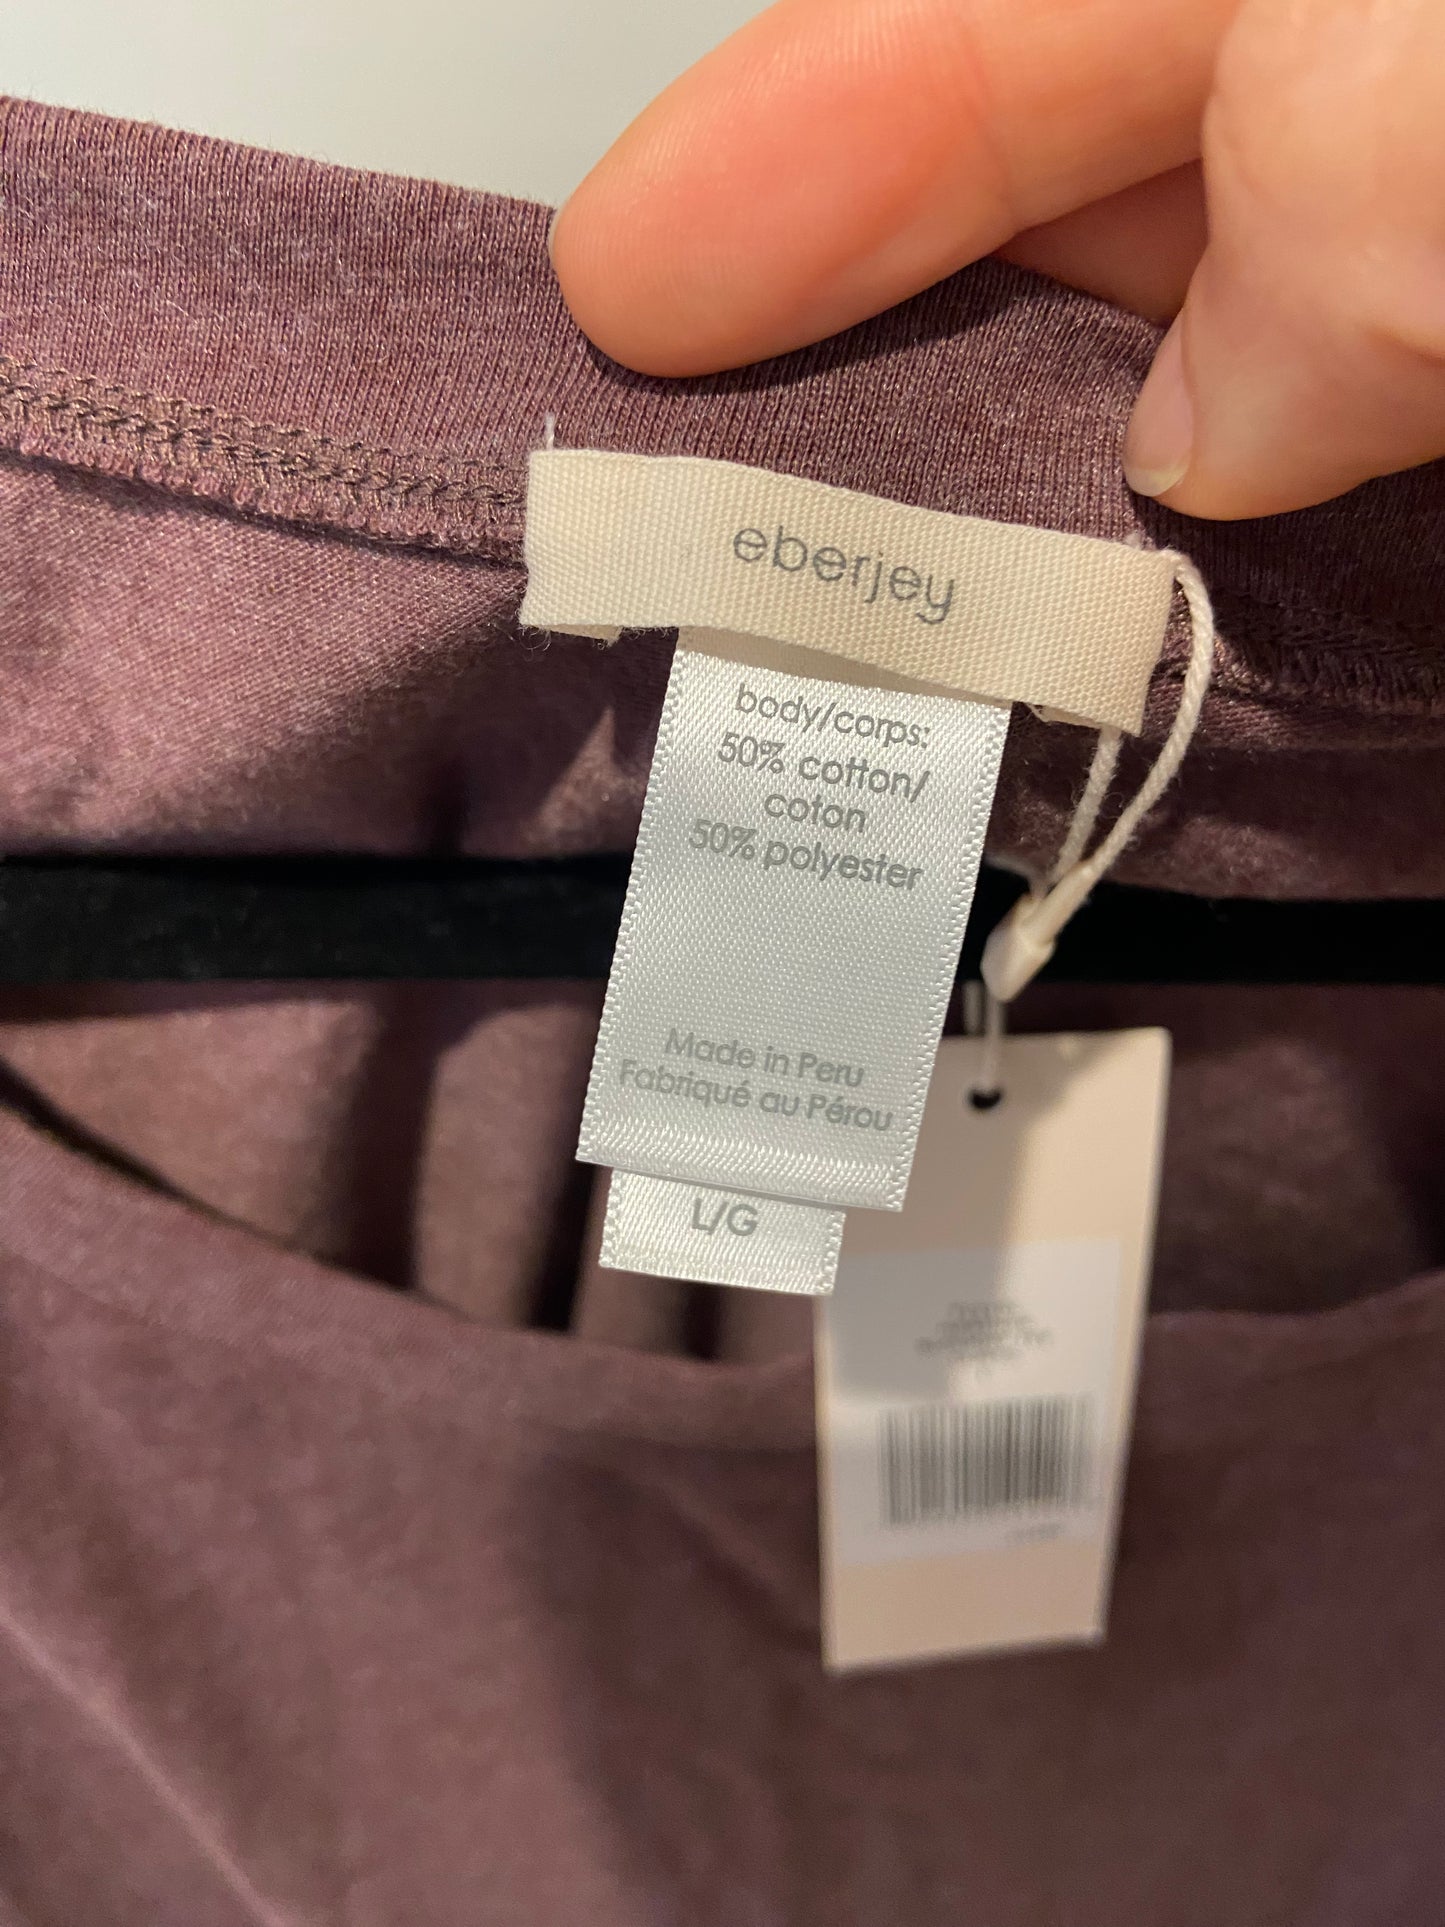 eberjey
body/corps:
50% cotton/
coton
50% polyester
Made in Peru
Fabriqué au Pérou
L/G